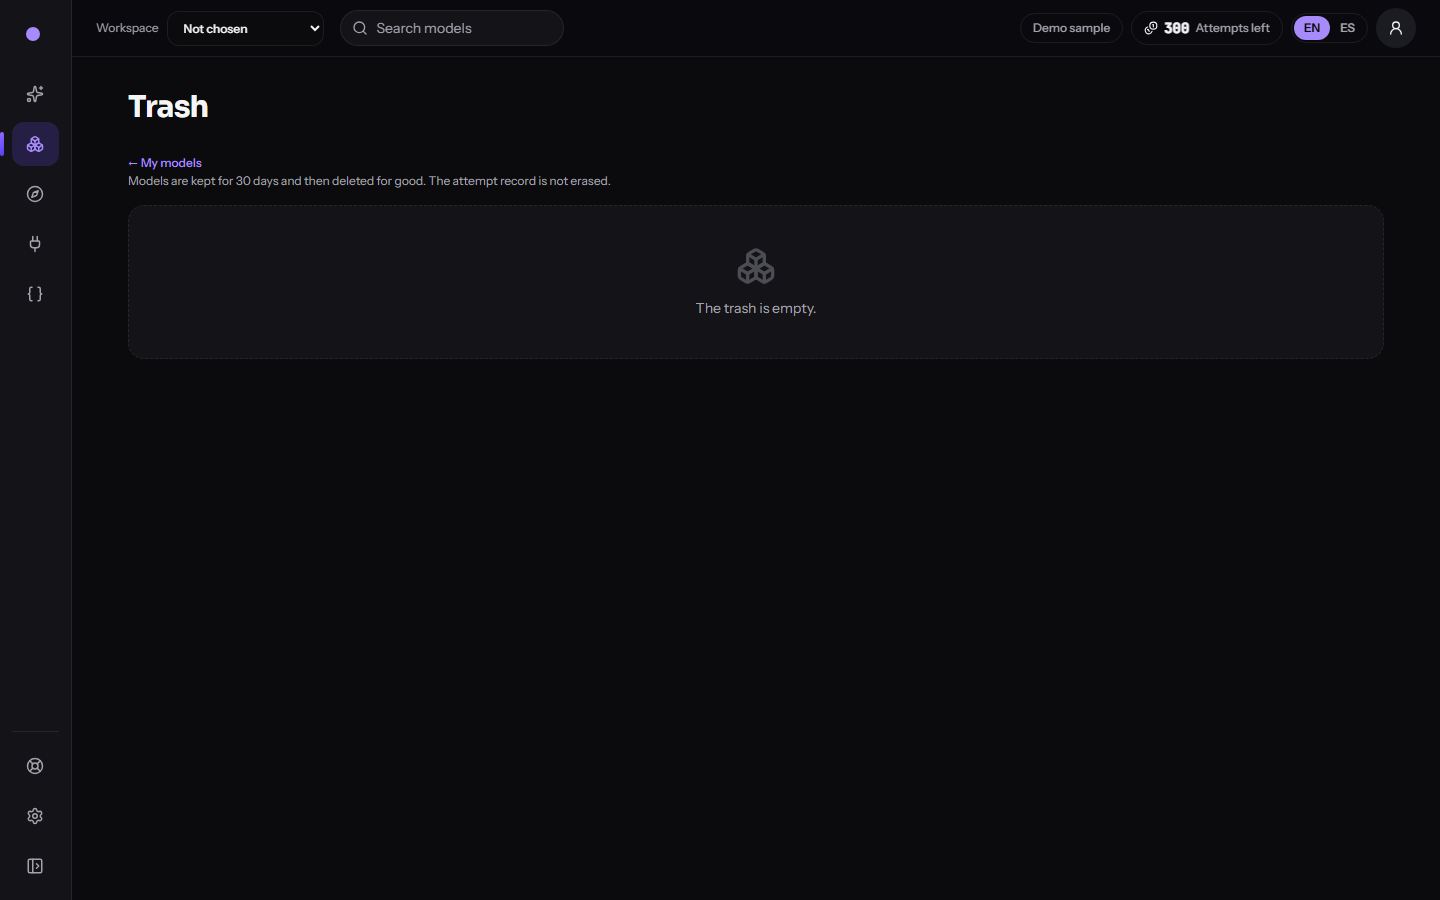 Workspace
Not chosen
Search models
Demo sample
300 Attempts left
EN
ES
Trash
← My models
Models are kept for 30 days and then deleted for good. The attempt record is not erased.
The trash is empty.